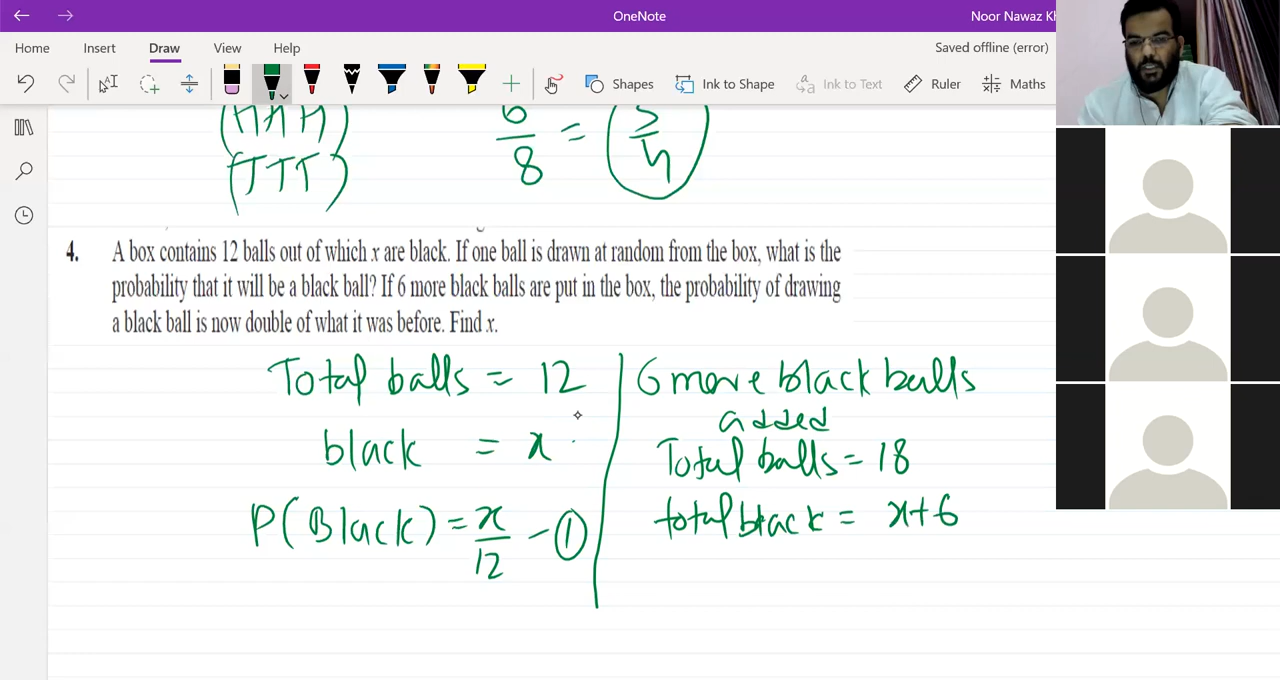 OneNote
Noor Nawaz Kh
Home Insert Draw View Help
Saved offline (error)
Shapes Ink to Shape Ink to Text Ruler Maths
(HHH)
(TTT)
6/8 = 3/4
4. A box contains 12 balls out of which x are black. If one ball is drawn at random from the box, what is the
probability that it will be a black ball? If 6 more black balls are put in the box, the probability of drawing
a black ball is now double of what it was before. Find x.
Total balls = 12
black = x
P(Black) = x/12 - ①
6 more black balls
added
Total balls = 18
total black = x+6